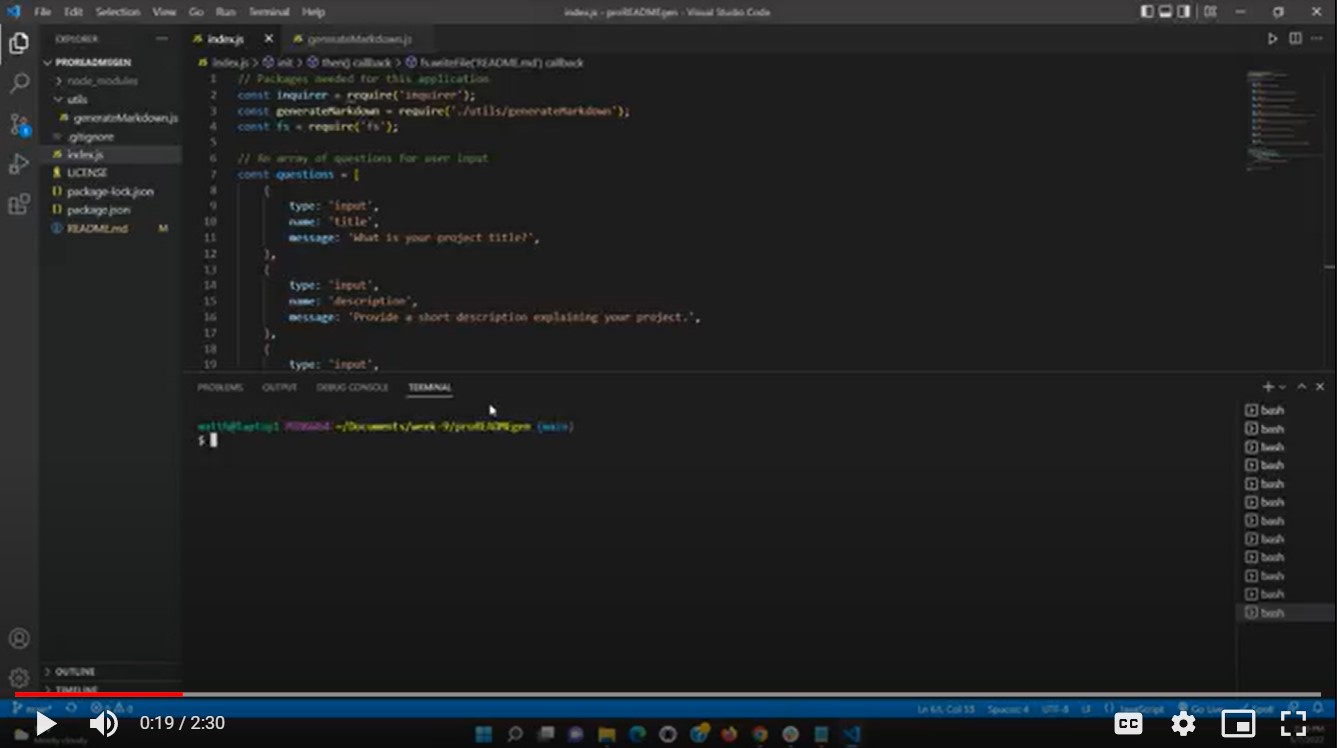 File Edit Selection View Go Run Terminal Help
index.js - proREADMEgen - Visual Studio Code
EXPLORER
PROREADMEGEN
node_modules
utils
generateMarkdown.js
.gitignore
index.js
LICENSE
package-lock.json
package.json
README.md M
OUTLINE
TIMELINE
index.js generateMarkdown.js
index.js > init > then() callback > fs.writeFile('README.md') callback
1 // Packages needed for this application
2 const inquirer = require('inquirer');
3 const generateMarkdown = require('./utils/generateMarkdown');
4 const fs = require('fs');
5
6 // An array of questions for user input
7 const questions = [
8 {
9 type: 'input',
10 name: 'title',
11 message: 'What is your project title?',
12 },
13 {
14 type: 'input',
15 name: 'description',
16 message: 'Provide a short description explaining your project.',
17 },
18 {
19 type: 'input',
PROBLEMS OUTPUT DEBUG CONSOLE TERMINAL
MINGW64 ~/Documents/week-9/proREADMEgen (main)
$
bash
bash
bash
bash
bash
bash
bash
bash
bash
bash
bash
bash
Spaces: 4 UTF-8 LF {} JavaScript Go Live
0:19 / 2:30
CC
Mostly cloudy